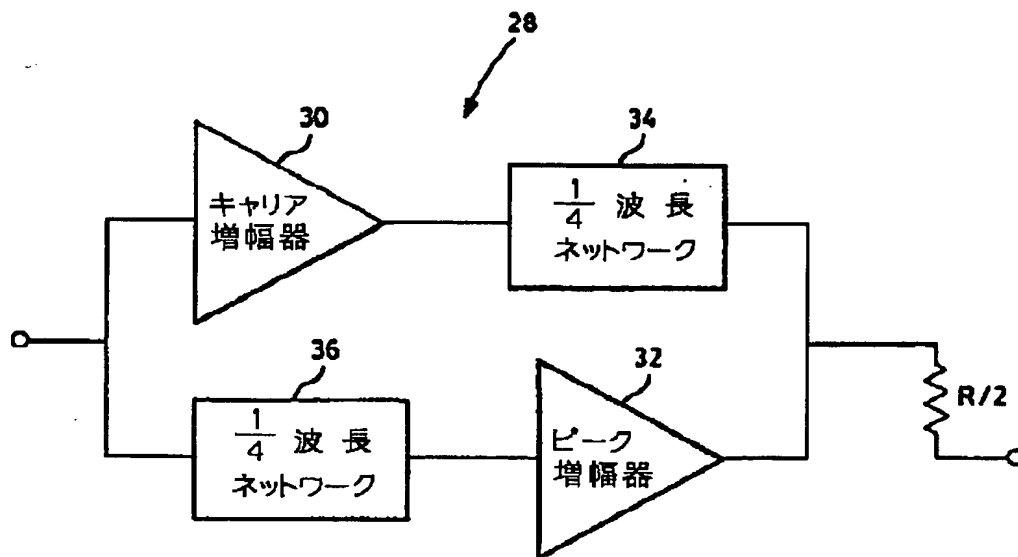 28
30
キャリア
増幅器
34
1/4 波長
ネットワーク
36
1/4 波長
ネットワーク
32
ピーク
増幅器
R/2